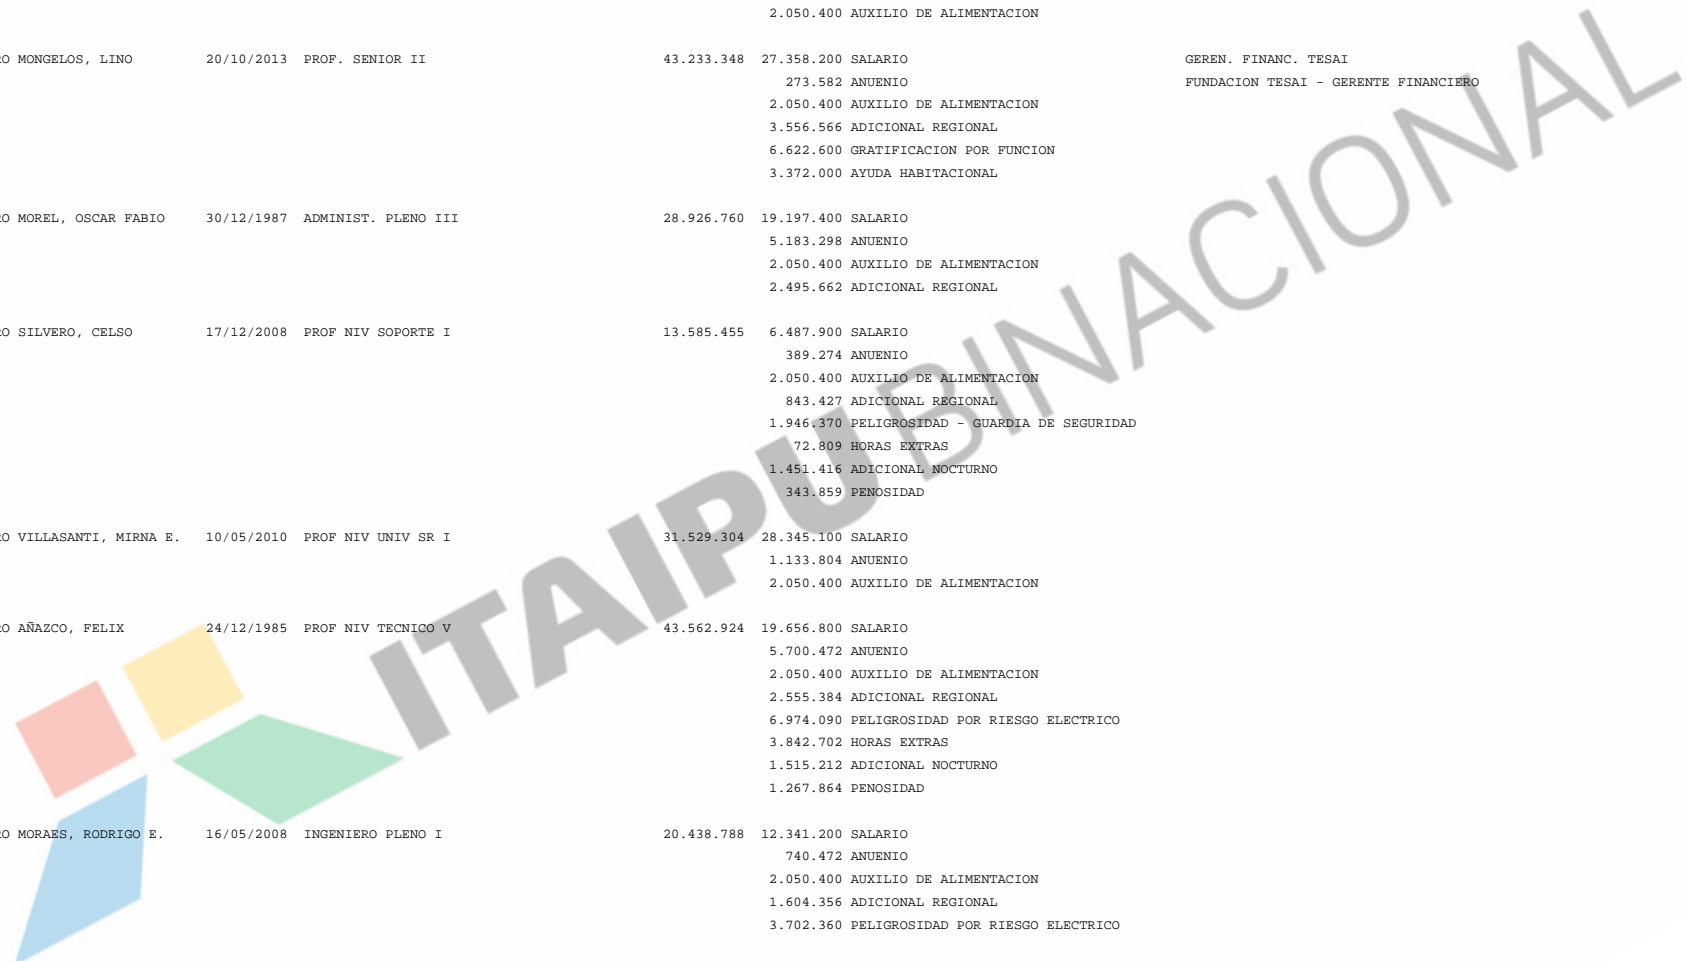 2.050.400 AUXILIO DE ALIMENTACION
RO MONGELOS, LINO 20/10/2013 PROF. SENIOR II 43.233.348 27.358.200 SALARIO GEREN. FINANC. TESAI
273.582 ANUENIO FUNDACION TESAI - GERENTE FINANCIERO
2.050.400 AUXILIO DE ALIMENTACION
3.556.566 ADICIONAL REGIONAL
6.622.600 GRATIFICACION POR FUNCION
3.372.000 AYUDA HABITACIONAL
RO MOREL, OSCAR FABIO 30/12/1987 ADMINIST. PLENO III 28.926.760 19.197.400 SALARIO
5.183.298 ANUENIO
2.050.400 AUXILIO DE ALIMENTACION
2.495.662 ADICIONAL REGIONAL
RO SILVERO, CELSO 17/12/2008 PROF NIV SOPORTE I 13.585.455 6.487.900 SALARIO
389.274 ANUENIO
2.050.400 AUXILIO DE ALIMENTACION
843.427 ADICIONAL REGIONAL
1.946.370 PELIGROSIDAD - GUARDIA DE SEGURIDAD
72.809 HORAS EXTRAS
1.451.416 ADICIONAL NOCTURNO
343.859 PENOSIDAD
RO VILLASANTI, MIRNA E. 10/05/2010 PROF NIV UNIV SR I 31.529.304 28.345.100 SALARIO
1.133.804 ANUENIO
2.050.400 AUXILIO DE ALIMENTACION
RO AÑAZCO, FELIX 24/12/1985 PROF NIV TECNICO V 43.562.924 19.656.800 SALARIO
5.700.472 ANUENIO
2.050.400 AUXILIO DE ALIMENTACION
2.555.384 ADICIONAL REGIONAL
6.974.090 PELIGROSIDAD POR RIESGO ELECTRICO
3.842.702 HORAS EXTRAS
1.515.212 ADICIONAL NOCTURNO
1.267.864 PENOSIDAD
RO MORAES, RODRIGO E. 16/05/2008 INGENIERO PLENO I 20.438.788 12.341.200 SALARIO
740.472 ANUENIO
2.050.400 AUXILIO DE ALIMENTACION
1.604.356 ADICIONAL REGIONAL
3.702.360 PELIGROSIDAD POR RIESGO ELECTRICO
ITAIPU BINACIONAL